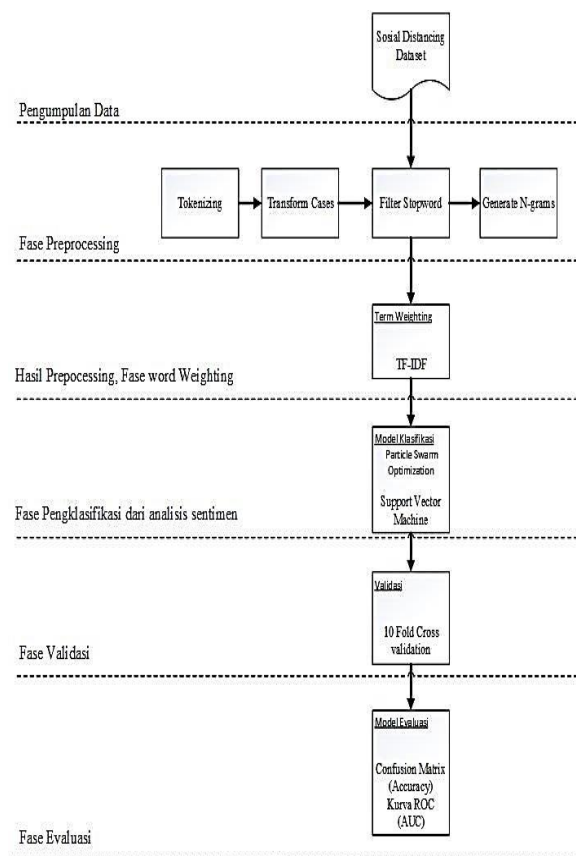 Sosial Distancing
Dataset
Pengumpulan Data
Tokenizing
Transform Cases
Filter Stopword
Generate N-grams
Fase Preprocessing
Term Weighting
TF-IDF
Hasil Prepocessing, Fase word Weighting
Model Klasifikasi
Particle Swarm
Optimization
Support Vector
Machine
Fase Pengklasifikasi dari analisis sentimen
Validasi
10 Fold Cross
validation
Fase Validasi
Model Evaluasi
Confusion Matrix
(Accuracy)
Kurva ROC
(AUC)
Fase Evaluasi